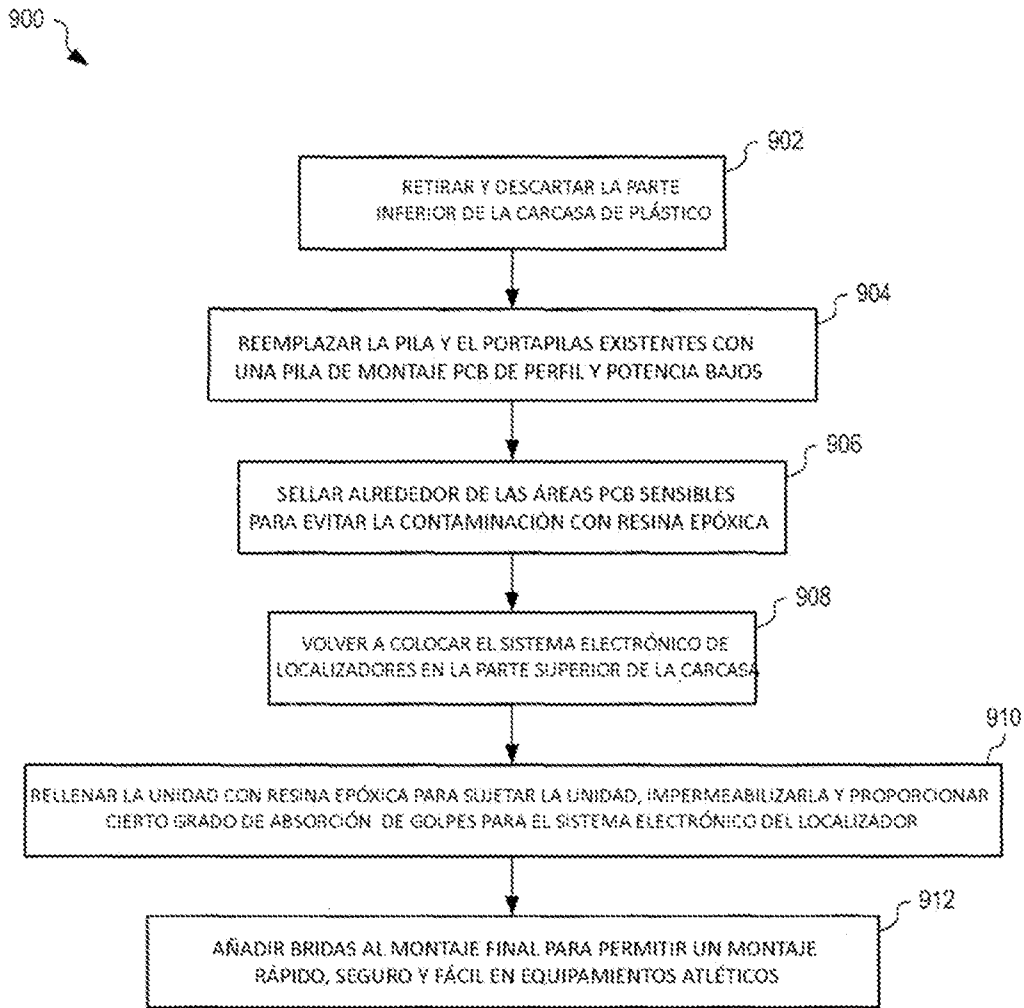 900
902
RETIRAR Y DESCARTAR LA PARTE
INFERIOR DE LA CARCASA DE PLÁSTICO
904
REEMPLAZAR LA PILA Y EL PORTAPILAS EXISTENTES CON
UNA PILA DE MONTAJE PCB DE PERFIL Y POTENCIA BAJOS
906
SELLAR ALREDEDOR DE LAS ÁREAS PCB SENSIBLES
PARA EVITAR LA CONTAMINACIÓN CON RESINA EPÓXICA
908
VOLVER A COLOCAR EL SISTEMA ELECTRÓNICO DE
LOCALIZADORES EN LA PARTE SUPERIOR DE LA CARCASA
910
RELLENAR LA UNIDAD CON RESINA EPÓXICA PARA SUJETAR LA UNIDAD, IMPERMEABILIZARLA Y PROPORCIONAR
CIERTO GRADO DE ABSORCIÓN DE GOLPES PARA EL SISTEMA ELECTRÓNICO DEL LOCALIZADOR
912
AÑADIR BRIDAS AL MONTAJE FINAL PARA PERMITIR UN MONTAJE
RÁPIDO, SEGURO Y FÁCIL EN EQUIPAMIENTOS ATLÉTICOS